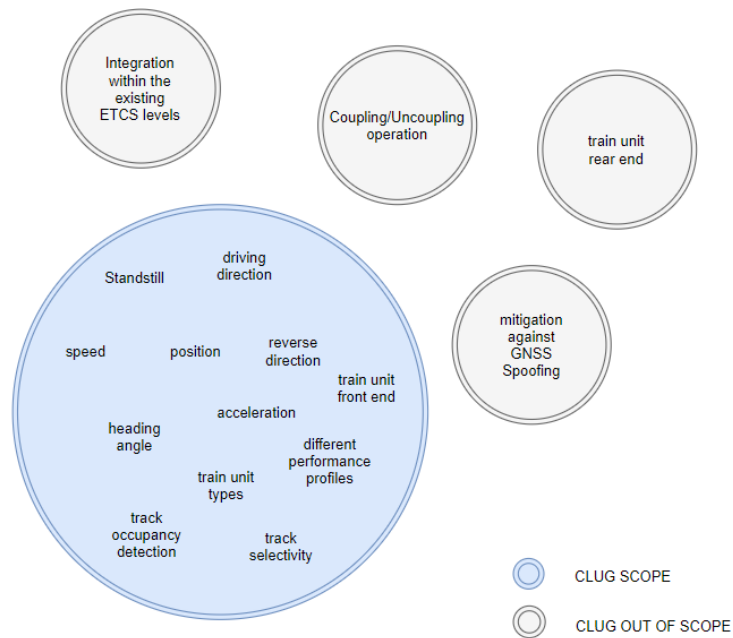 Integration
within the
existing
ETCS levels
Coupling/Uncoupling
operation
train unit
rear end
mitigation
against
GNSS
Spoofing
driving
direction
Standstill
speed
position
reverse
direction
train unit
front end
acceleration
heading
angle
different
performance
profiles
train unit
types
track
occupancy
detection
track
selectivity
CLUG SCOPE
CLUG OUT OF SCOPE